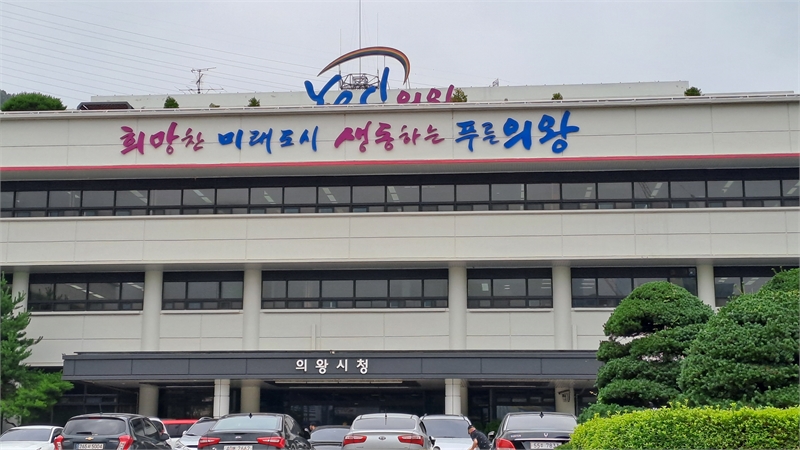 Yes! 의왕
희망찬 미래도시 생동하는 푸른의왕
의왕시청